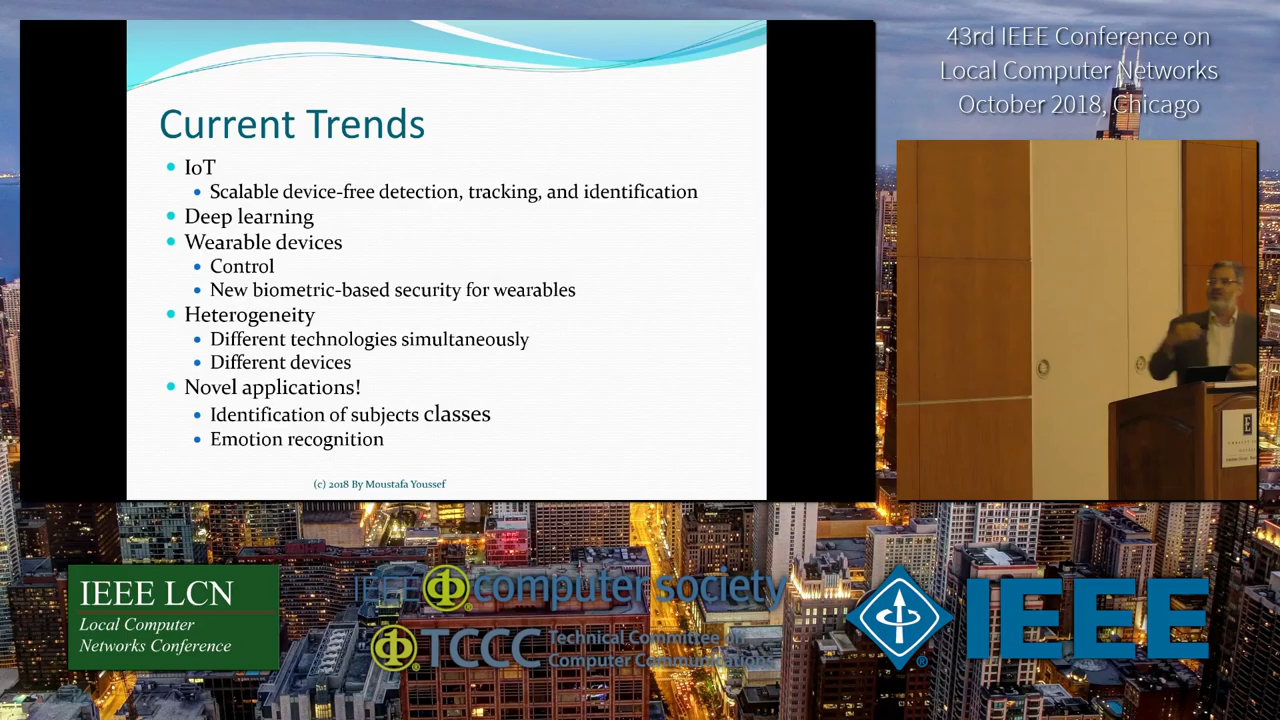 43rd IEEE Conference on
Local Computer Networks
October 2018, Chicago
Current Trends
IoT
Scalable device-free detection, tracking, and identification
Deep learning
Wearable devices
Control
New biometric-based security for wearables
Heterogeneity
Different technologies simultaneously
Different devices
Novel applications!
Identification of subjects classes
Emotion recognition
(c) 2018 By Moustafa Youssef
IEEE LCN
Local Computer
Networks Conference
IEEE computer society
TCCC Technical Committee on
Computer Communications
IEEE